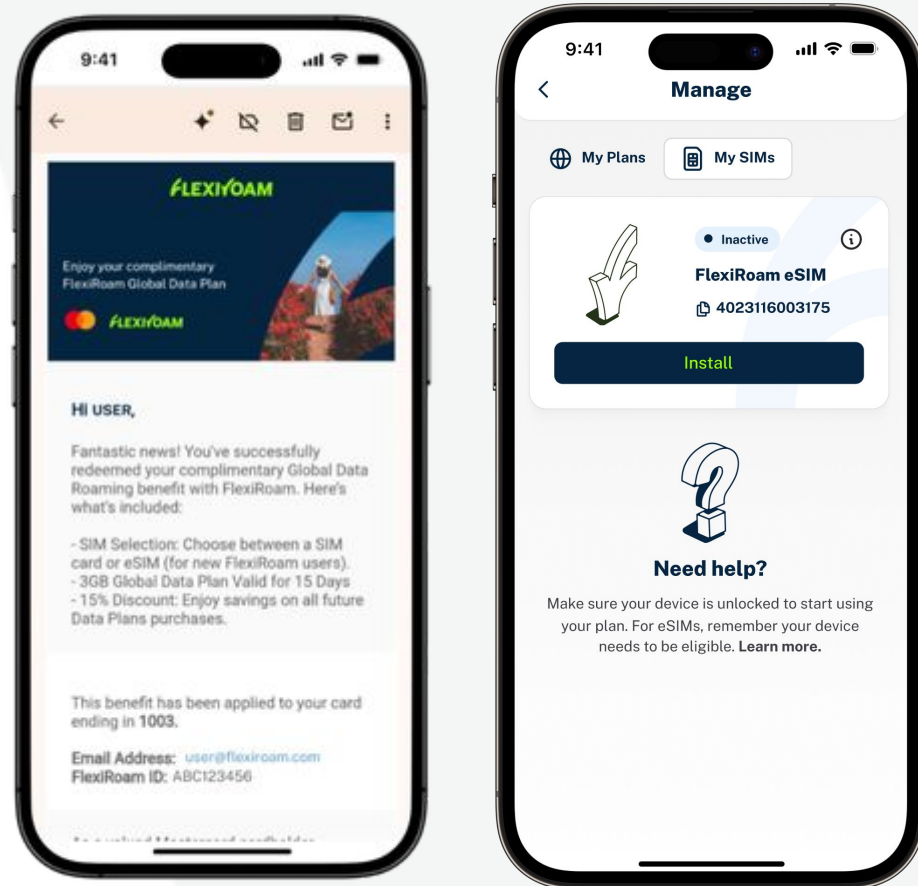 9:41
FLEXIROAM
Enjoy your complimentary
FlexiRoam Global Data Plan
FLEXIROAM
Hi USER,
Fantastic news! You've successfully
redeemed your complimentary Global Data
Roaming benefit with FlexiRoam. Here's
what's included:
- SIM Selection: Choose between a SIM
card or eSIM (for new FlexiRoam users).
- 3GB Global Data Plan Valid for 15 Days
- 15% Discount: Enjoy savings on all future
Data Plans purchases.
This benefit has been applied to your card
ending in 1003.
Email Address: user@flexiroam.com
FlexiRoam ID: ABC123456
9:41
Manage
My Plans
My SIMs
Inactive
FlexiRoam eSIM
4023116003175
Install
Need help?
Make sure your device is unlocked to start using
your plan. For eSIMs, remember your device
needs to be eligible. Learn more.